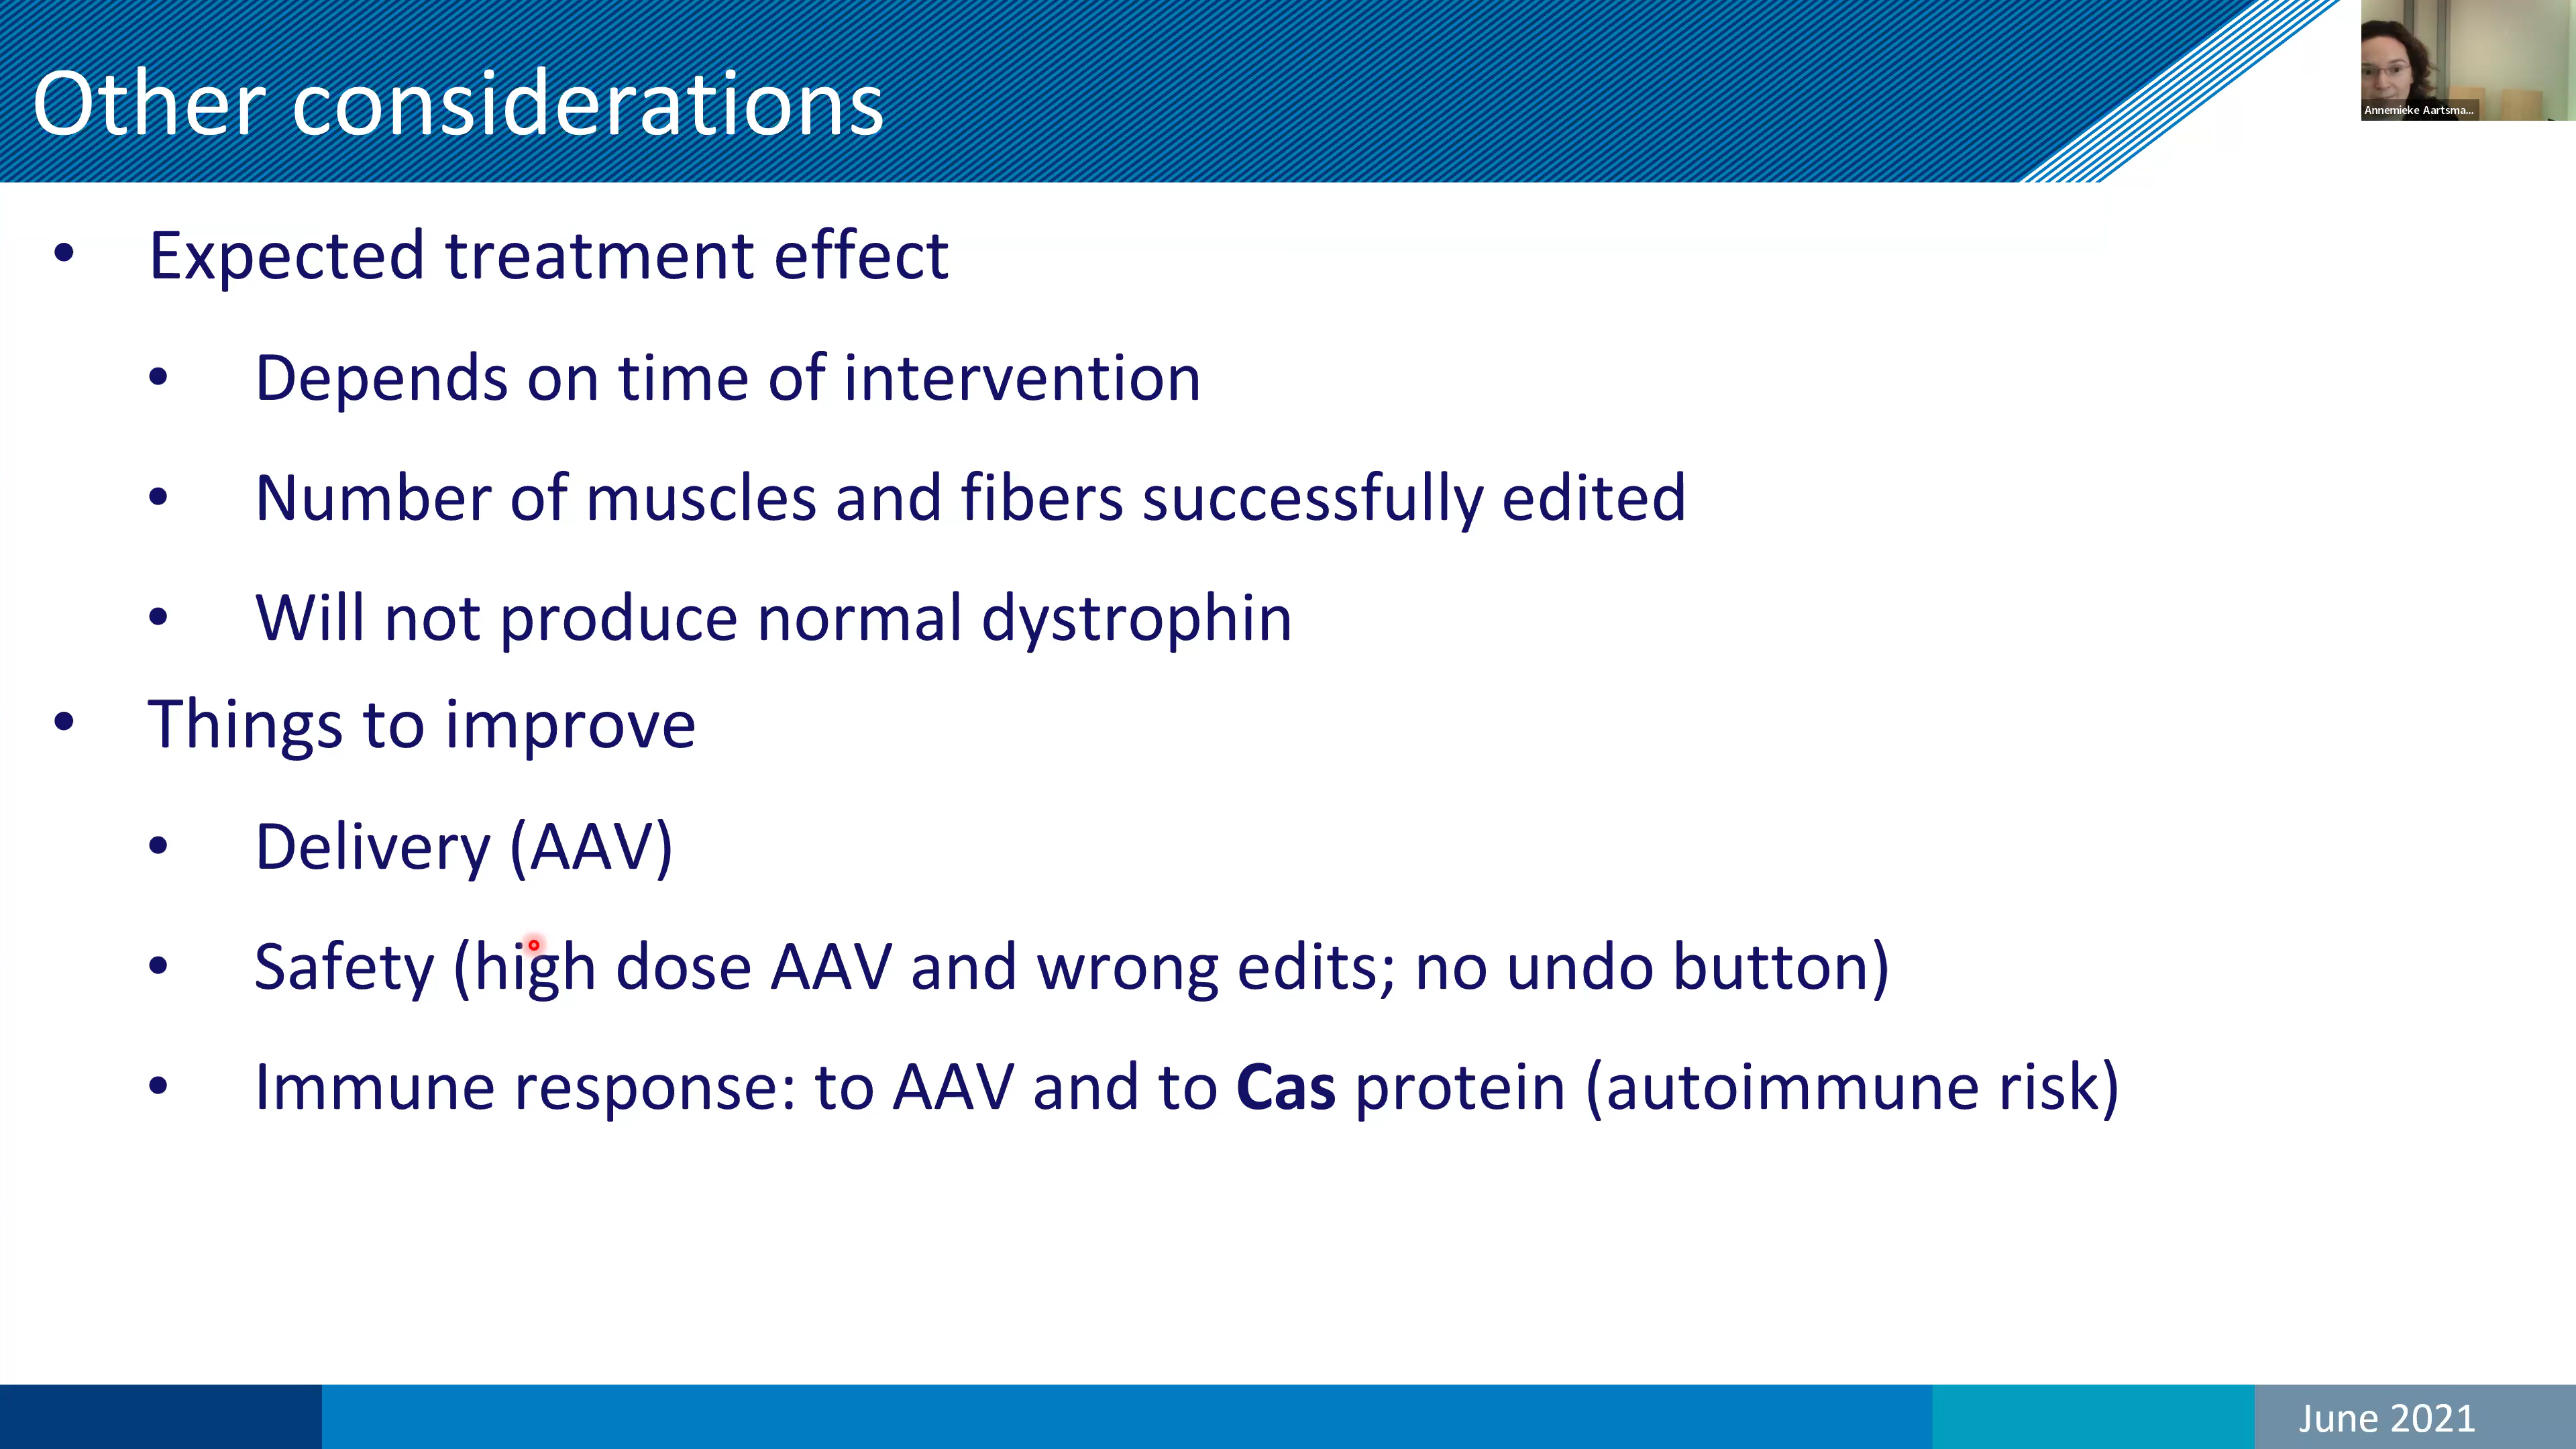 Other considerations
Annemieke Aartsma...
• Expected treatment effect
• Depends on time of intervention
• Number of muscles and fibers successfully edited
• Will not produce normal dystrophin
• Things to improve
• Delivery (AAV)
• Safety (high dose AAV and wrong edits; no undo button)
• Immune response: to AAV and to Cas protein (autoimmune risk)
June 2021